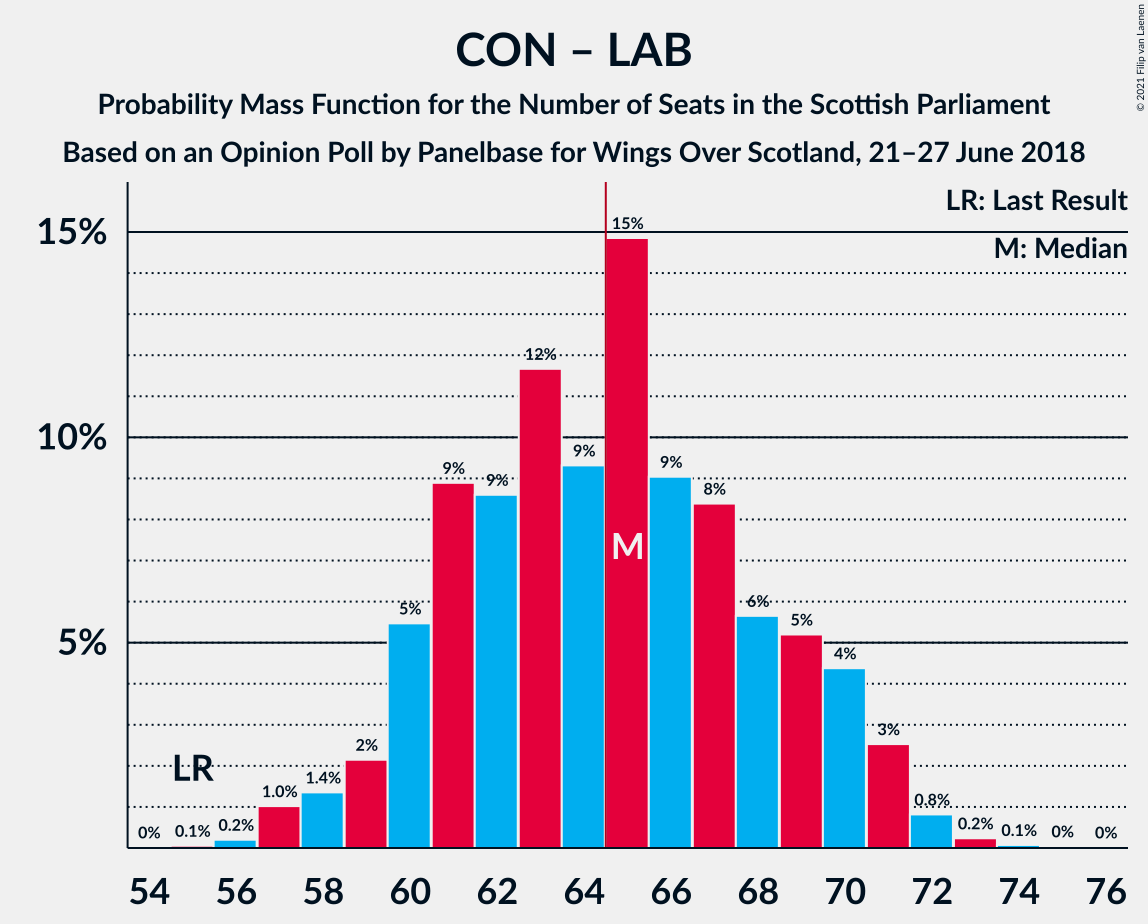 CON – LAB
Probability Mass Function for the Number of Seats in the Scottish Parliament
Based on an Opinion Poll by Panelbase for Wings Over Scotland, 21–27 June 2018
© 2021 Filip van Laenen
LR: Last Result
M: Median
15%
10%
5%
0%
0.1%
0.2%
1.0%
1.4%
2%
5%
9%
9%
12%
9%
15%
9%
8%
6%
5%
4%
3%
0.8%
0.2%
0.1%
0%
0%
LR
M
54 56 58 60 62 64 66 68 70 72 74 76